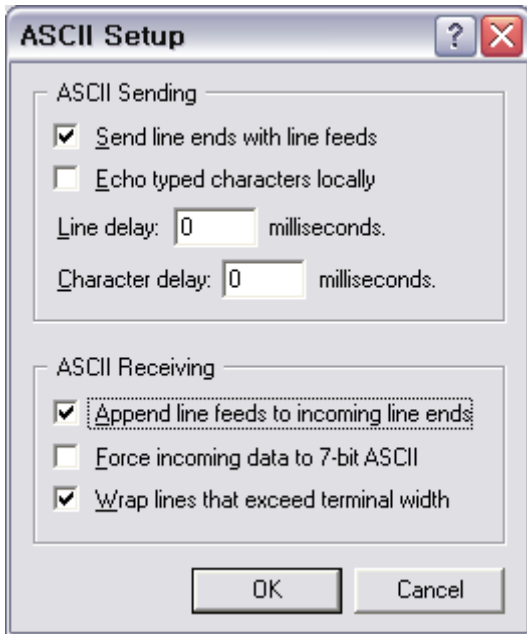 ASCII Setup
ASCII Sending
Send line ends with line feeds
Echo typed characters locally
Line delay: 0 milliseconds.
Character delay: 0 milliseconds.
ASCII Receiving
Append line feeds to incoming line ends
Force incoming data to 7-bit ASCII
Wrap lines that exceed terminal width
OK Cancel